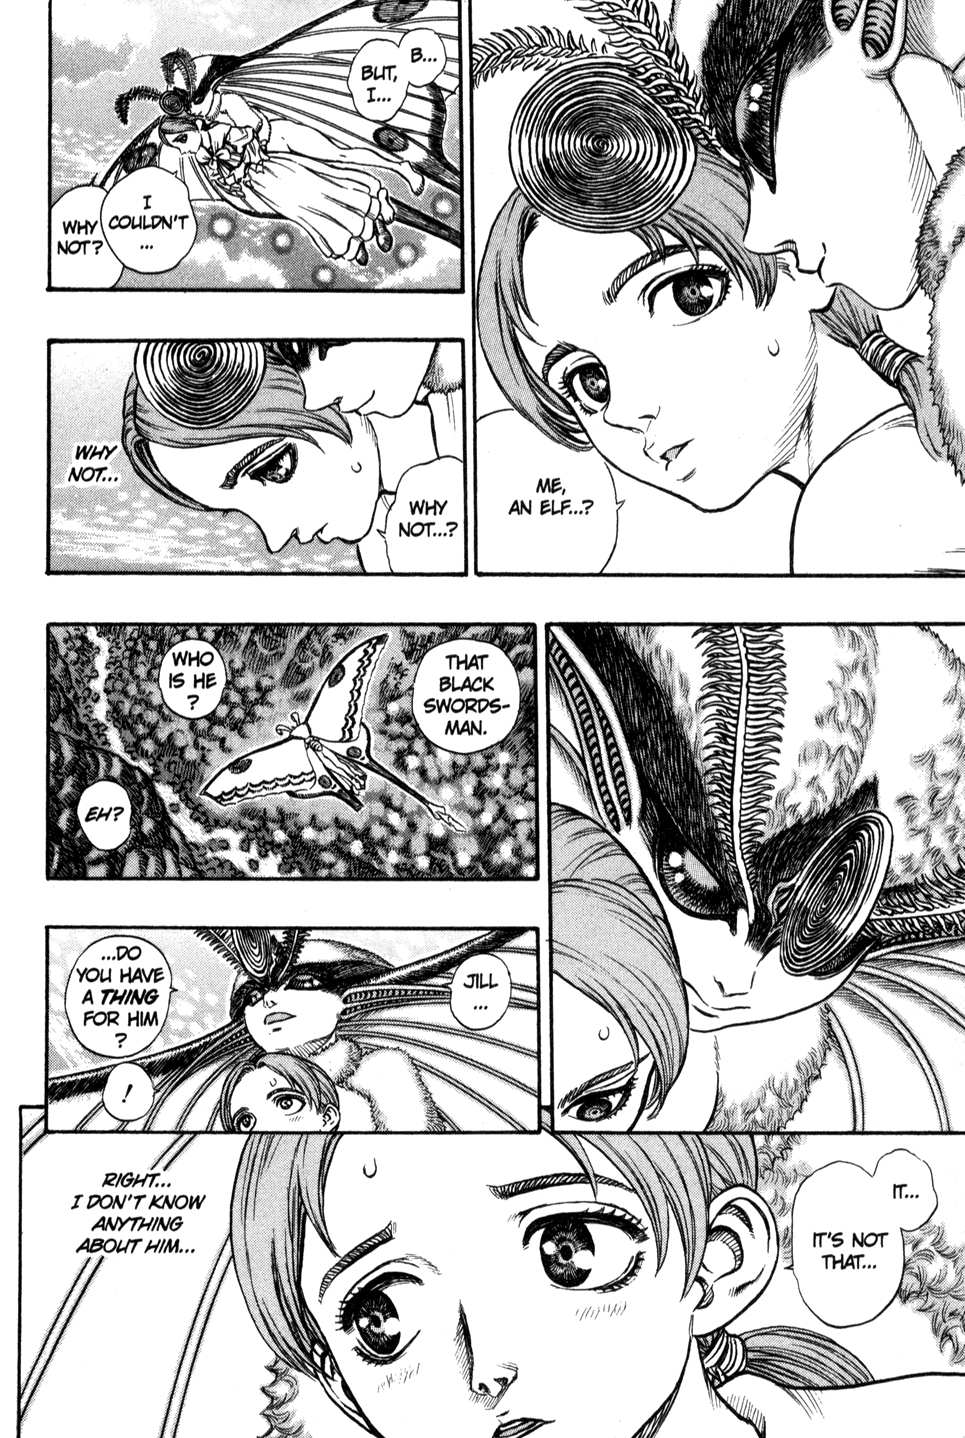 ME,
AN ELF...?
B...
BUT,
I...
I
COULDN'T
...
WHY
NOT?
WHY
NOT...?
WHY
NOT...
THAT
BLACK
SWORDS-
MAN.
WHO
IS HE
?
EH?
JILL
...
...DO
YOU HAVE
A THING
FOR HIM
?
!
IT...
IT'S NOT
THAT...
RIGHT...
I DON'T KNOW
ANYTHING
ABOUT HIM...